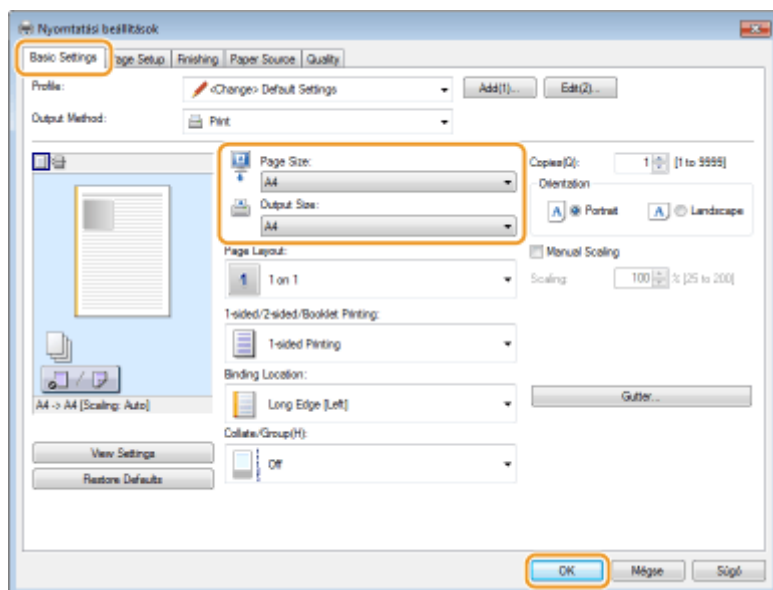 Nyomtatási beállítások
Basic Settings Page Setup Finishing Paper Source Quality
Profile: <Change> Default Settings Add(1)... Edit(2)...
Output Method: Print
Page Size:
A4
Output Size:
A4
Copies(Q): 1 [1 to 9999]
Orientation
A Portrait A Landscape
Page Layout:
1 1 on 1
Manual Scaling
Scaling: 100 % [25 to 200]
1-sided/2-sided/Booklet Printing:
1-sided Printing
Binding Location:
Long Edge [Left]
Gutter...
A4 -> A4 [Scaling: Auto]
Collate/Group(H):
Off
View Settings
Restore Defaults
OK Mégse Súgó